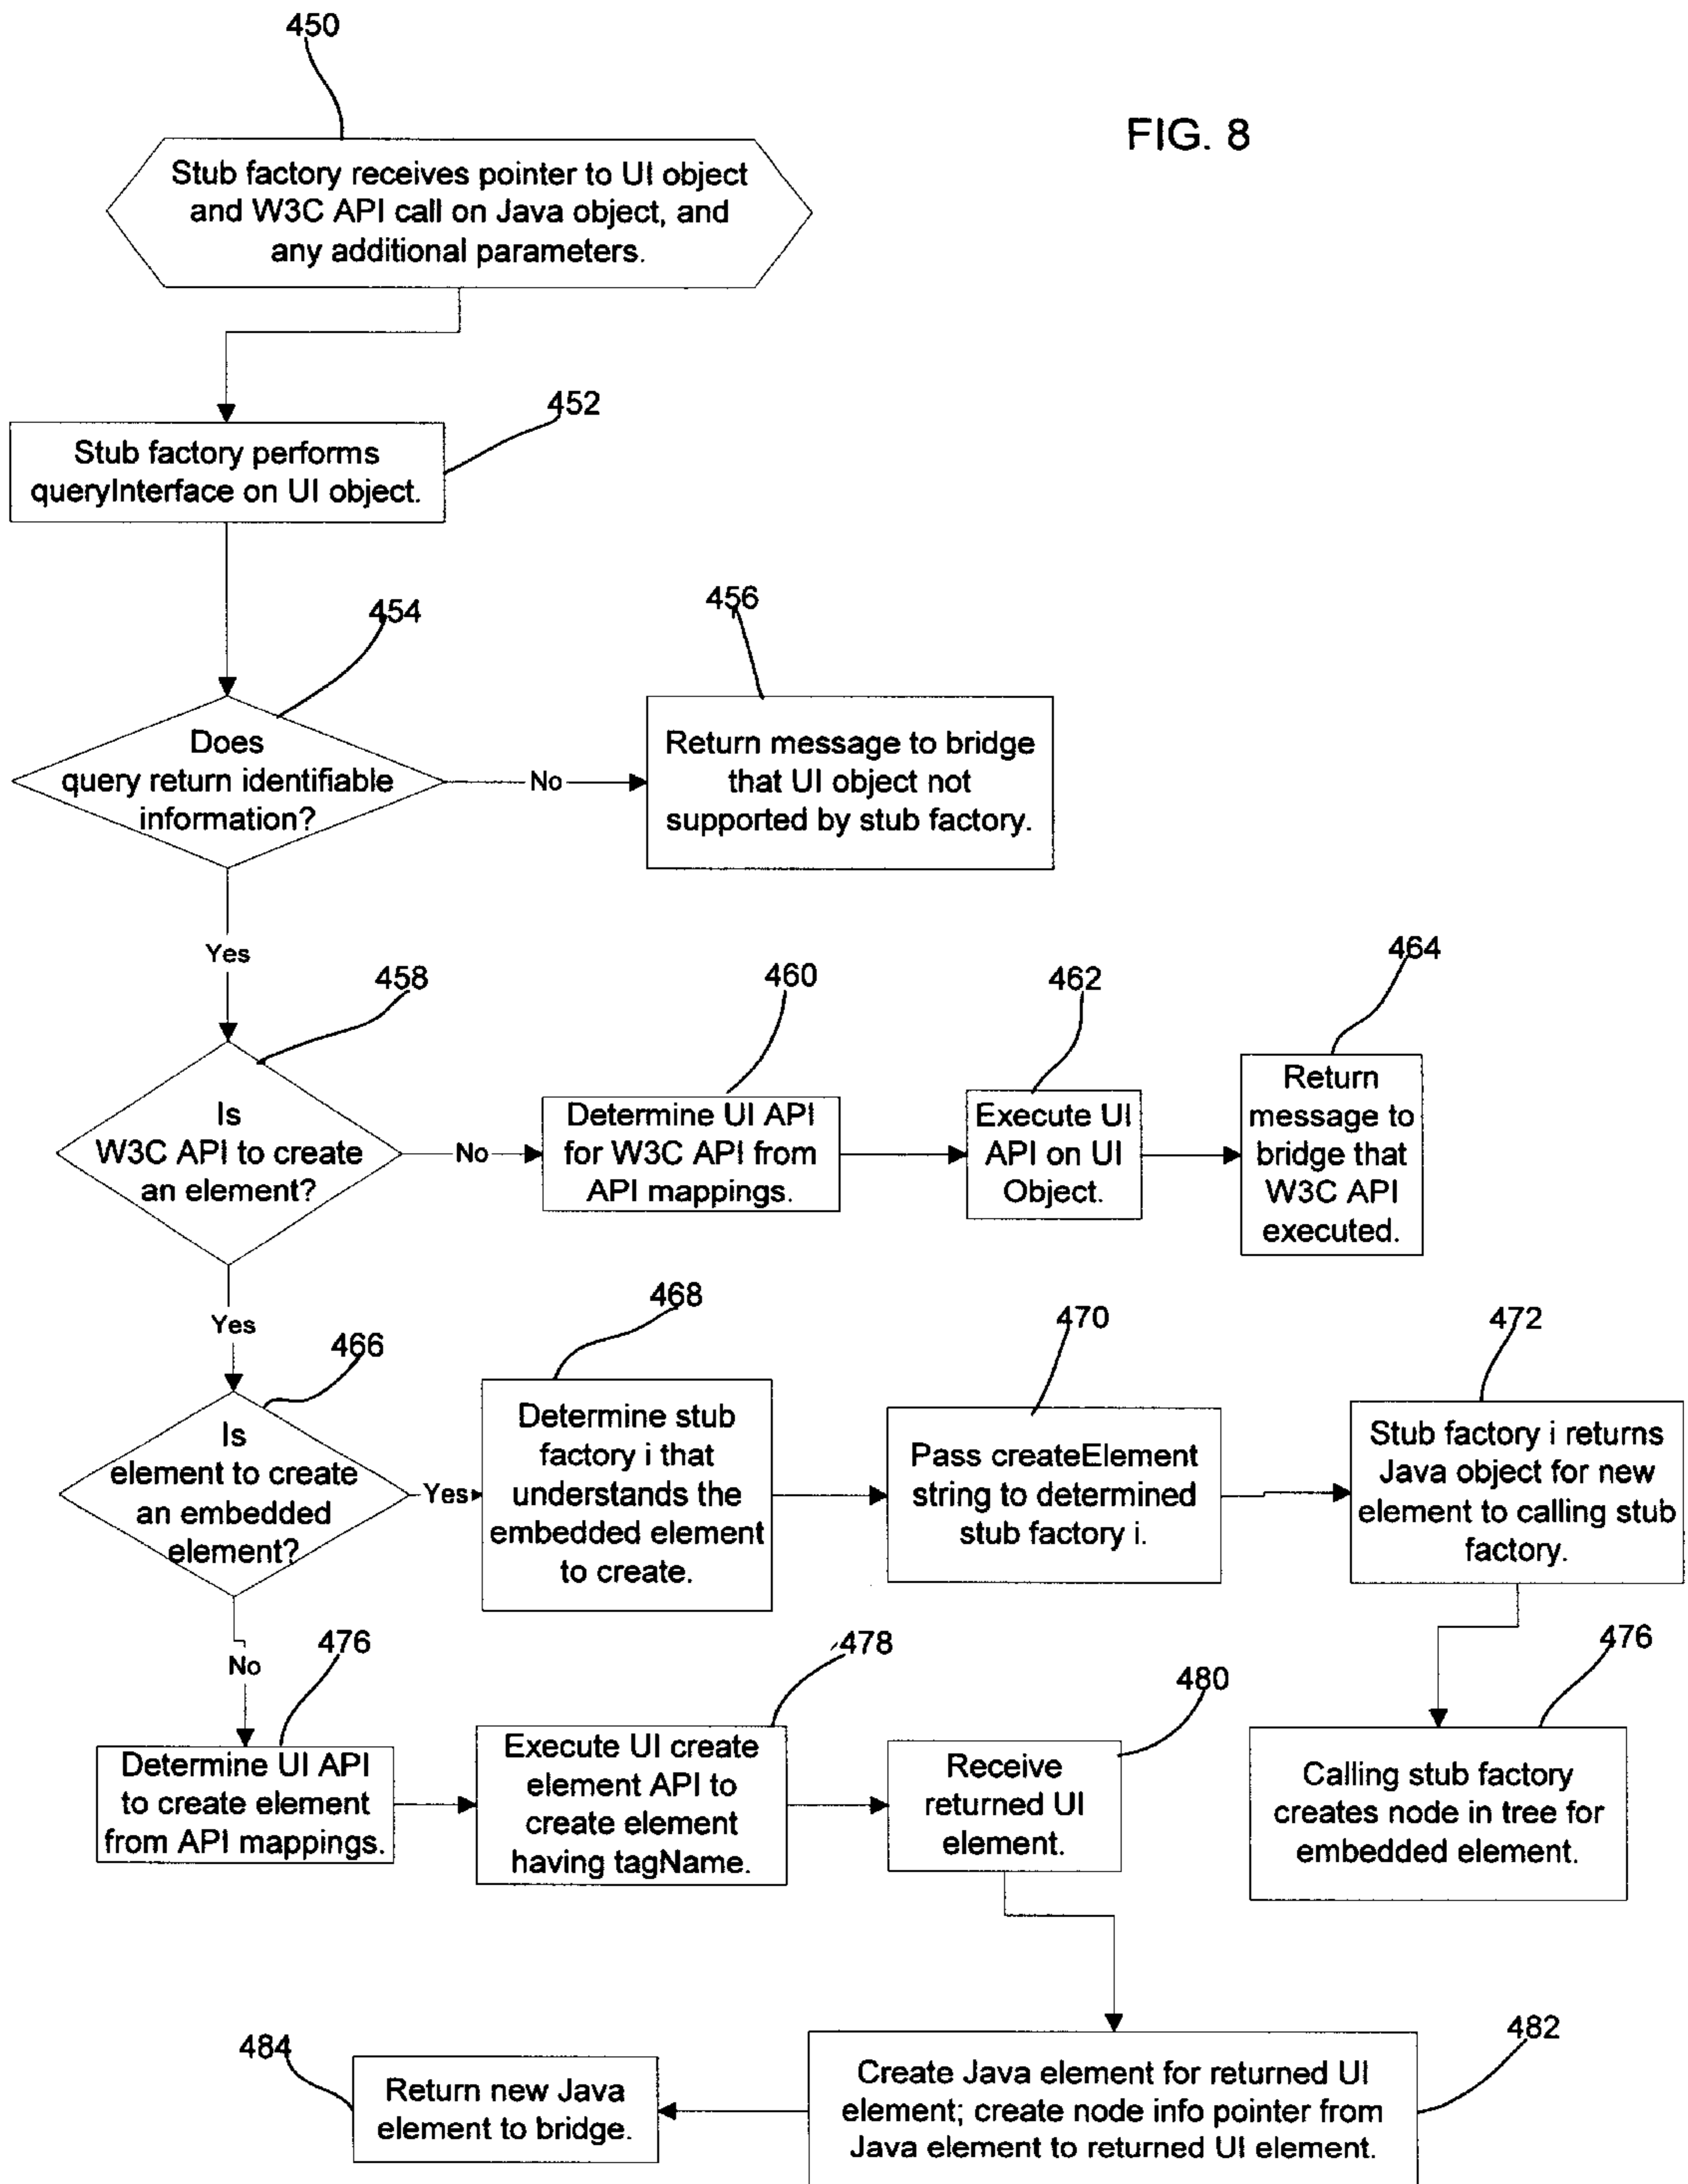 450
FIG. 8
Stub factory receives pointer to UI object
and W3C API call on Java object, and
any additional parameters.
452
Stub factory performs
queryInterface on UI object.
454
456
Does
query return identifiable
information?
No
Return message to bridge
that UI object not
supported by stub factory.
Yes
458
460
462
464
Is
W3C API to create
an element?
No
Determine UI API
for W3C API from
API mappings.
Execute UI
API on UI
Object.
Return
message to
bridge that
W3C API
executed.
Yes
466
468
470
472
Is
element to create
an embedded
element?
Yes
Determine stub
factory i that
understands the
embedded element
to create.
Pass createElement
string to determined
stub factory i.
Stub factory i returns
Java object for new
element to calling stub
factory.
No
476
478
480
476
Determine UI API
to create element
from API mappings.
Execute UI create
element API to
create element
having tagName.
Receive
returned UI
element.
Calling stub factory
creates node in tree for
embedded element.
484
482
Return new Java
element to bridge.
Create Java element for returned UI
element; create node info pointer from
Java element to returned UI element.